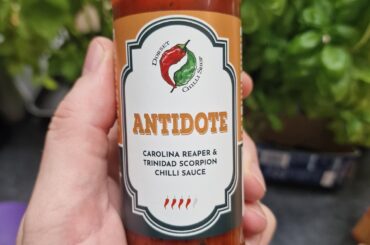 DORSET
CHILLI SHOP
ANTIDOTE
CAROLINA REAPER &
TRINIDAD SCORPION
CHILLI SAUCE